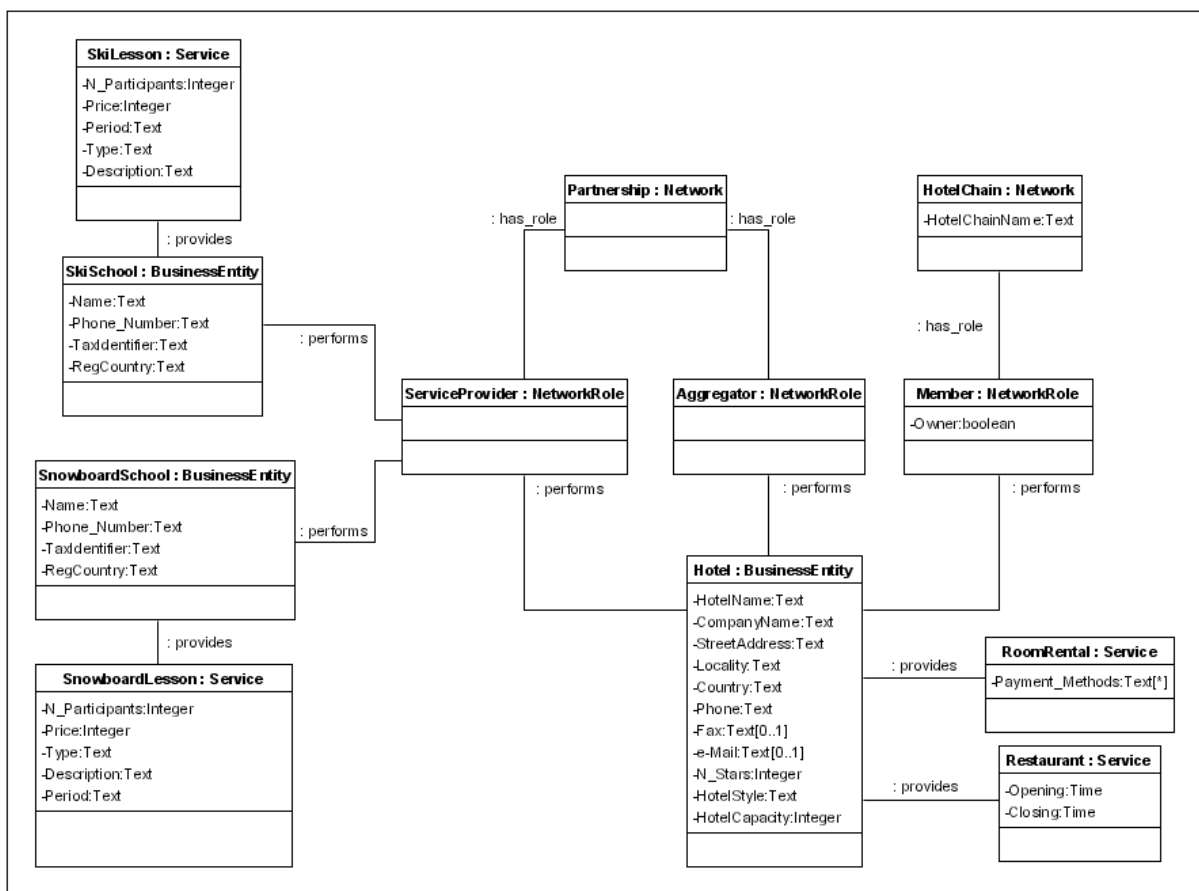 SkiLesson : Service
-N_Participants:Integer
-Price:Integer
-Period:Text
-Type:Text
-Description:Text
: provides
SkiSchool : BusinessEntity
-Name:Text
-Phone_Number:Text
-TaxIdentifier:Text
-RegCountry:Text
: performs
Partnership : Network
: has_role
: has_role
HotelChain : Network
-HotelChainName:Text
: has_role
ServiceProvider : NetworkRole
Aggregator : NetworkRole
Member : NetworkRole
-Owner:boolean
SnowboardSchool : BusinessEntity
-Name:Text
-Phone_Number:Text
-TaxIdentifier:Text
-RegCountry:Text
: performs
: performs
: performs
: performs
: provides
SnowboardLesson : Service
-N_Participants:Integer
-Price:Integer
-Type:Text
-Description:Text
-Period:Text
Hotel : BusinessEntity
-HotelName:Text
-CompanyName:Text
-StreetAddress:Text
-Locality:Text
-Country:Text
-Phone:Text
-Fax:Text[0..1]
-e-Mail:Text[0..1]
-N_Stars:Integer
-HotelStyle:Text
-HotelCapacity:Integer
: provides
RoomRental : Service
-Payment_Methods:Text[*]
: provides
Restaurant : Service
-Opening:Time
-Closing:Time